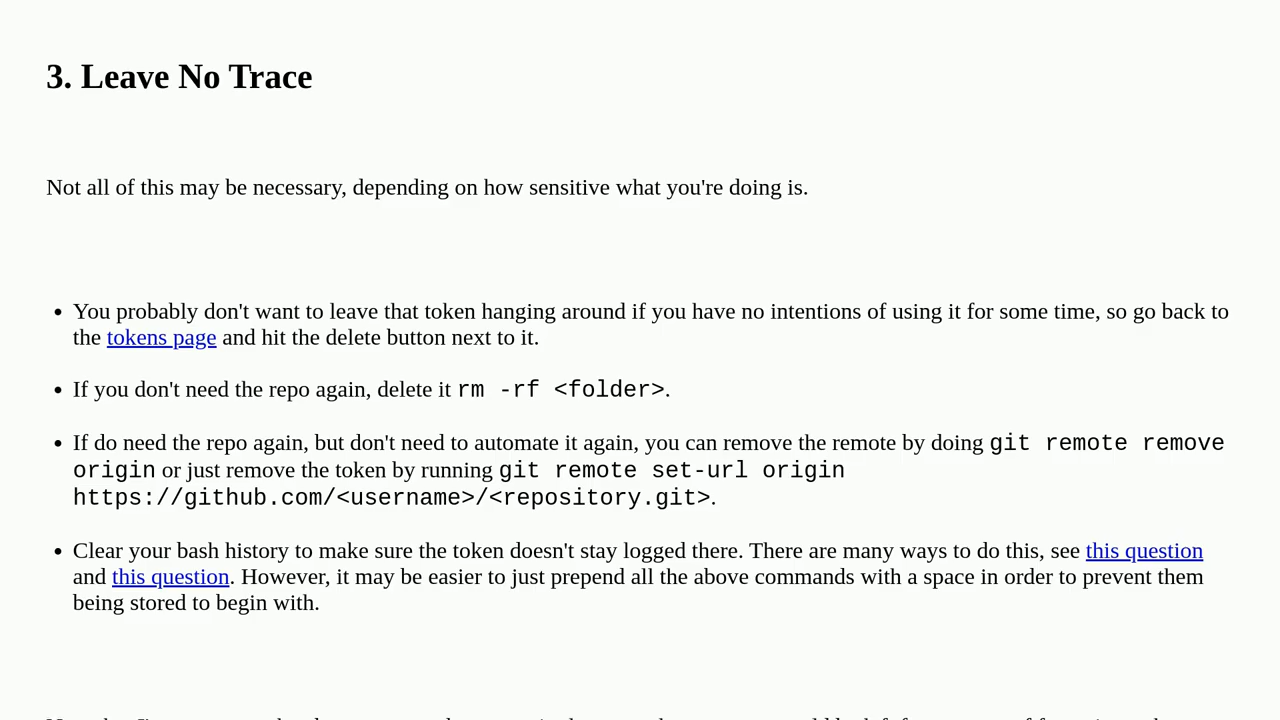 3. Leave No Trace
Not all of this may be necessary, depending on how sensitive what you're doing is.
• You probably don't want to leave that token hanging around if you have no intentions of using it for some time, so go back to
the tokens page and hit the delete button next to it.
• If you don't need the repo again, delete it rm -rf <folder>.
• If do need the repo again, but don't need to automate it again, you can remove the remote by doing git remote remove
origin or just remove the token by running git remote set-url origin
https://github.com/<username>/<repository.git>.
• Clear your bash history to make sure the token doesn't stay logged there. There are many ways to do this, see this question
and this question. However, it may be easier to just prepend all the above commands with a space in order to prevent them
being stored to begin with.